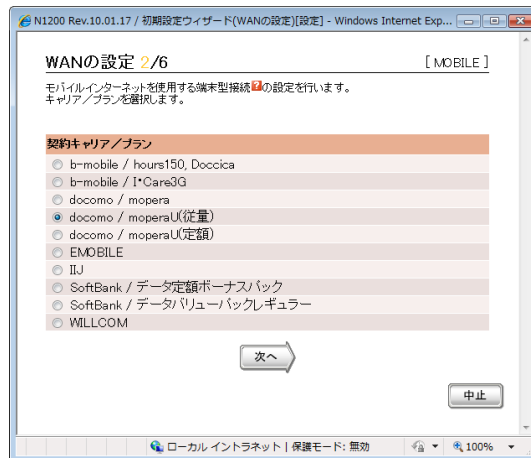 N1200 Rev.10.01.17 / 初期設定ウィザード(WANの設定)[設定] - Windows Internet Exp...
WANの設定 2/6 [ MOBILE ]
モバイルインターネットを使用する端末型接続?の設定を行います。
キャリア／プランを選択します。
契約キャリア／プラン
b-mobile / hours150, Doccica
b-mobile / I･Care3G
docomo / mopera
docomo / moperaU(従量)
docomo / moperaU(定額)
EMOBILE
IIJ
SoftBank / データ定額ボーナスパック
SoftBank / データバリューパックレギュラー
WILLCOM
次へ
中止
ローカル イントラネット | 保護モード: 無効 100%